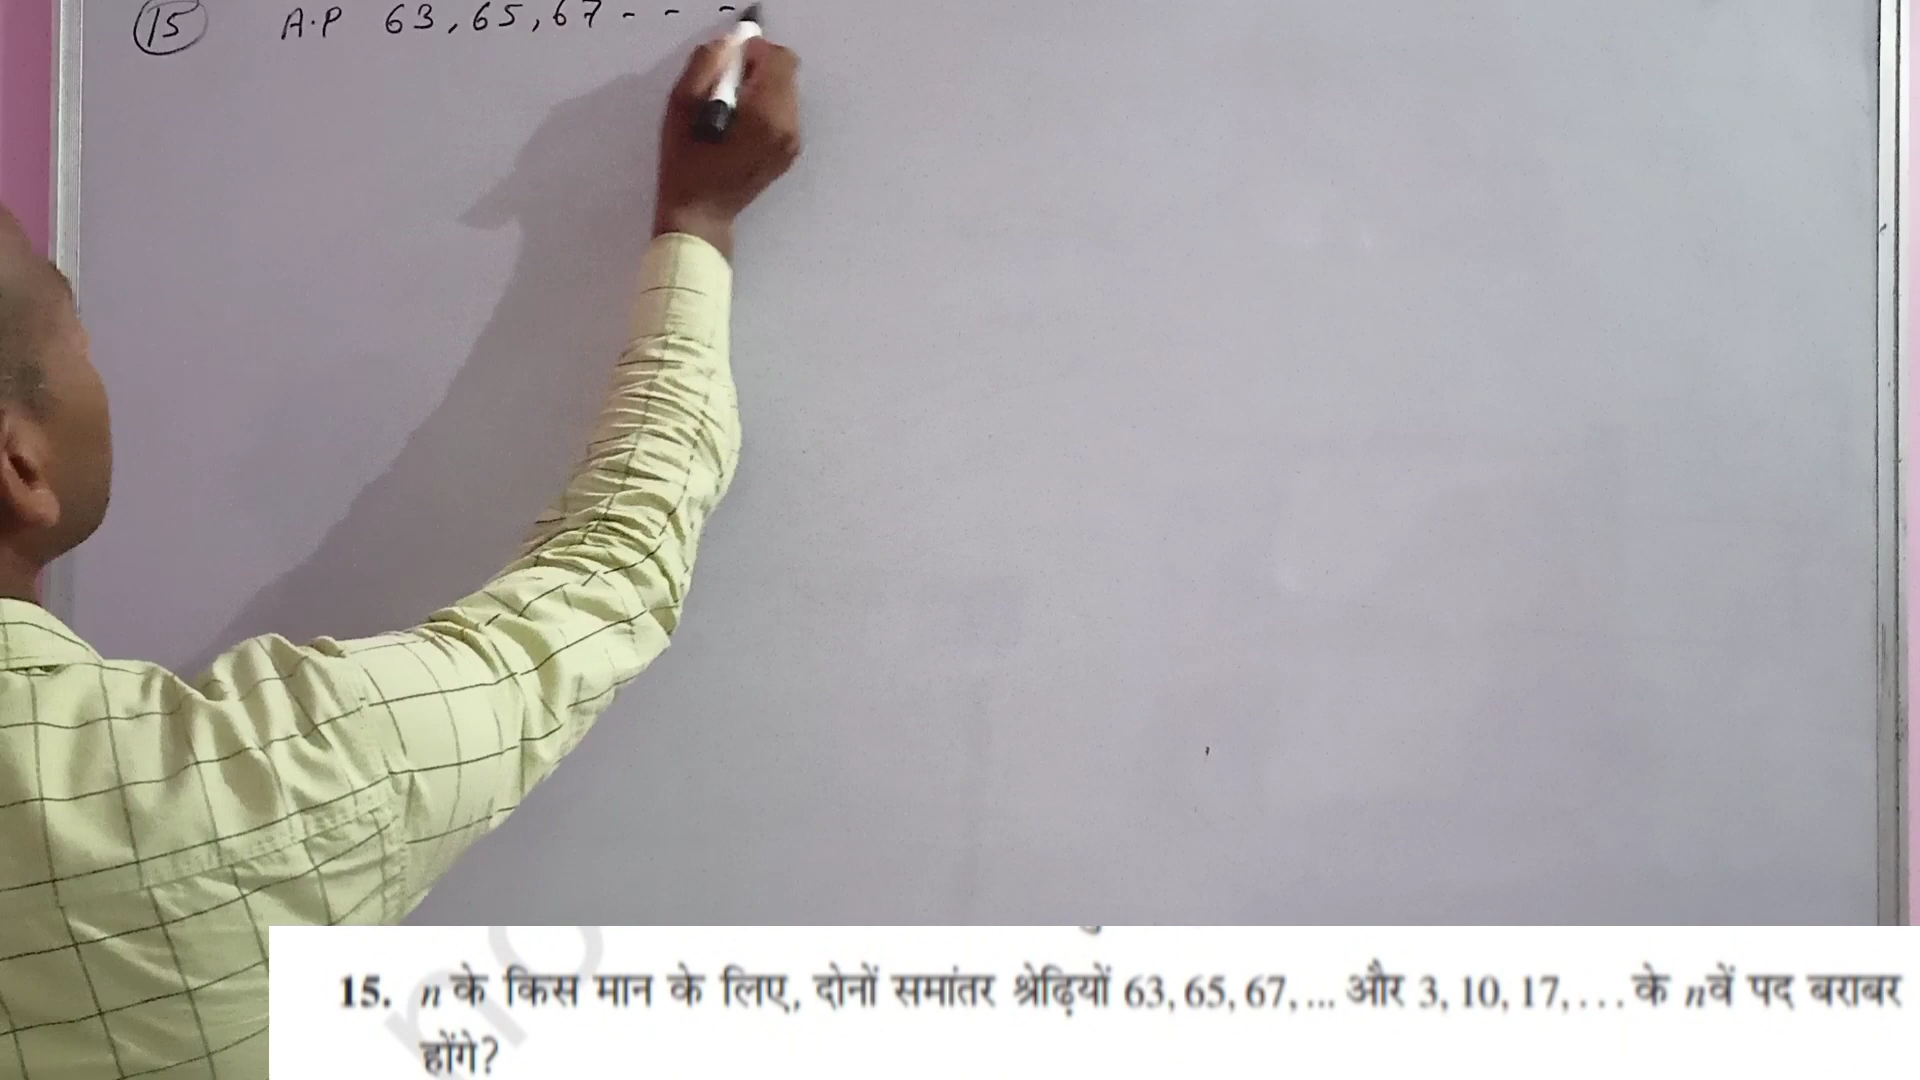 15 A.P 63, 65, 67 - - -
15. n के किस मान के लिए, दोनों समांतर श्रेढ़ियों 63, 65, 67, ... और 3, 10, 17, . . . के nवें पद बराबर
होंगे?